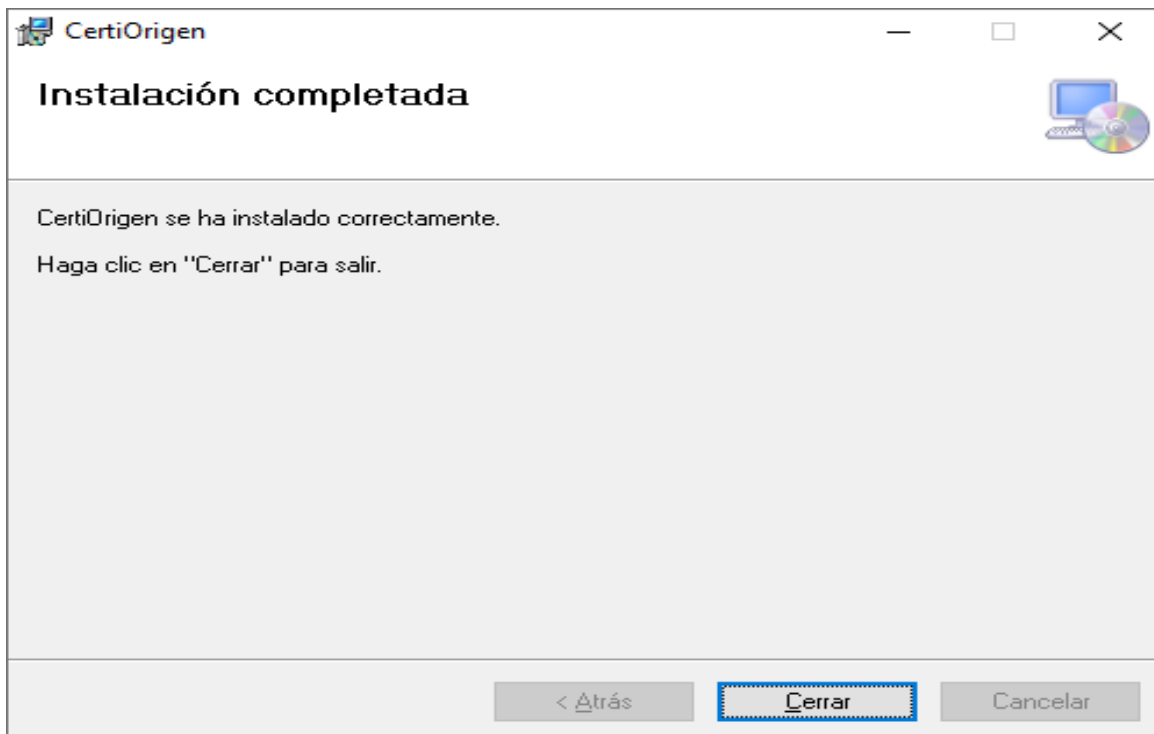 CertiOrigen
Instalación completada
CertiOrigen se ha instalado correctamente.
Haga clic en "Cerrar" para salir.
< Atrás
Cerrar
Cancelar